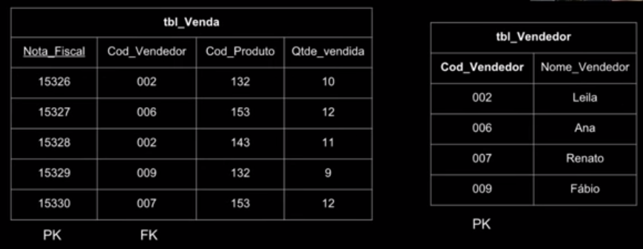 tbl_Venda
Nota_Fiscal Cod_Vendedor Cod_Produto Qtde_vendida
15326 002 132 10
15327 006 153 12
15328 002 143 11
15329 009 132 9
15330 007 153 12
PK FK
tbl_Vendedor
Cod_Vendedor Nome_Vendedor
002 Leila
006 Ana
007 Renato
009 Fábio
PK